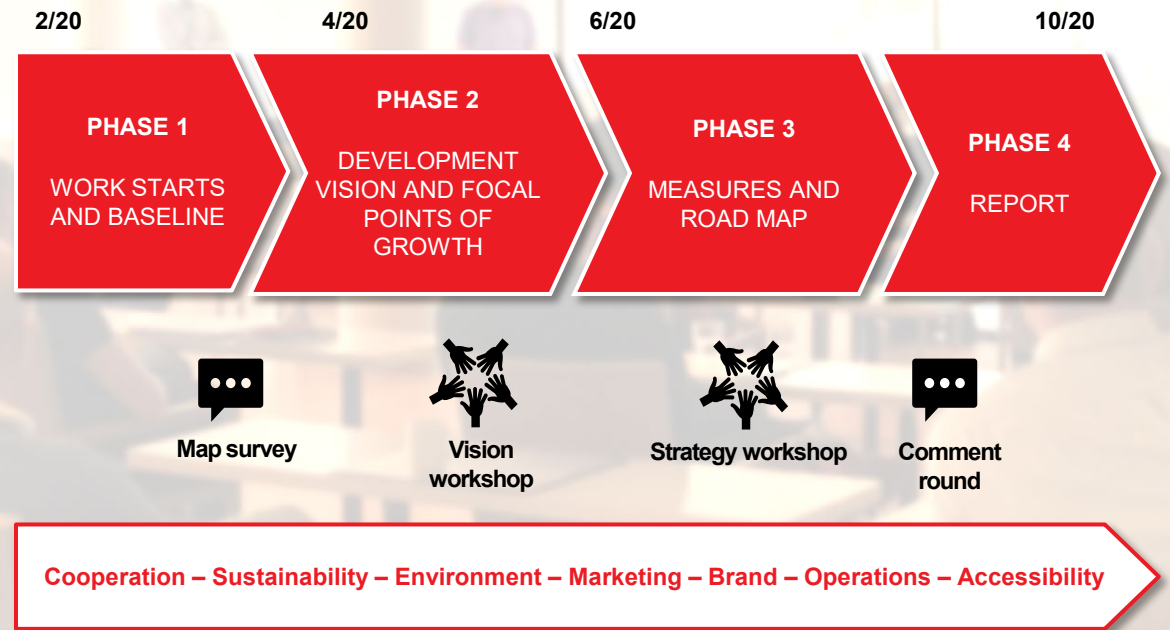 2/20
4/20
6/20
10/20
PHASE 1
WORK STARTS
AND BASELINE
PHASE 2
DEVELOPMENT
VISION AND FOCAL
POINTS OF
GROWTH
PHASE 3
MEASURES AND
ROAD MAP
PHASE 4
REPORT
Map survey
Vision
workshop
Strategy workshop
Comment
round
Cooperation – Sustainability – Environment – Marketing – Brand – Operations – Accessibility